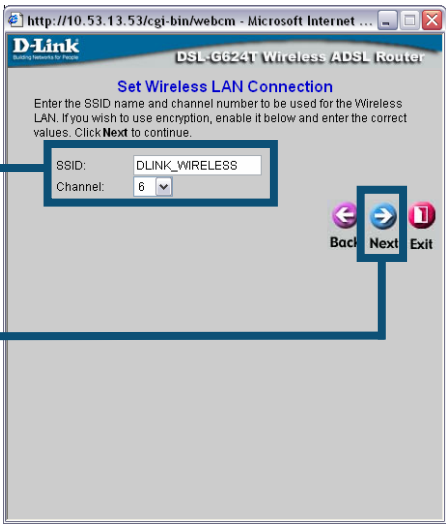 http://10.53.13.53/cgi-bin/webcm - Microsoft Internet ...
D-Link
Building Networks for People
DSL-G624T Wireless ADSL Router
Set Wireless LAN Connection
Enter the SSID name and channel number to be used for the Wireless
LAN. If you wish to use encryption, enable it below and enter the correct
values. Click Next to continue.
SSID: DLINK_WIRELESS
Channel: 6
Back Next Exit